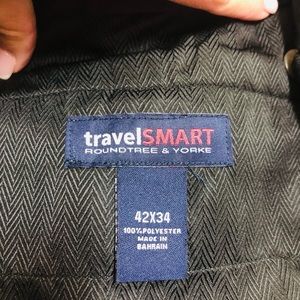 travelSMART
ROUNDTREE & YORKE
42X34
100% POLYESTER
MADE IN
BAHRAIN